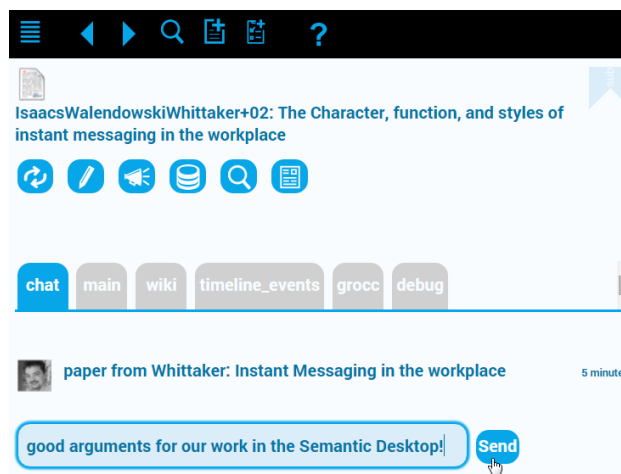 ?
IsaacsWalendowskiWhittaker+02: The Character, function, and styles of
instant messaging in the workplace
chat main wiki timeline_events grocc debug
paper from Whittaker: Instant Messaging in the workplace 5 minute
good arguments for our work in the Semantic Desktop! Send